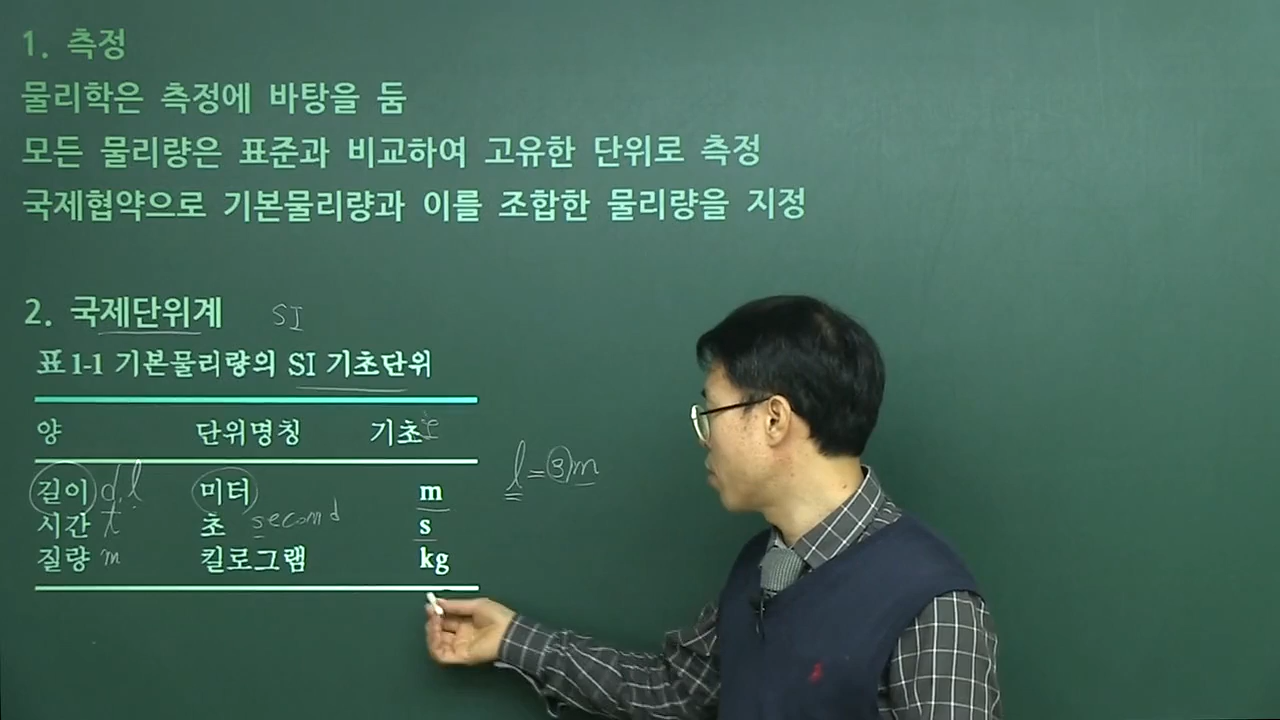 1. 측정
물리학은 측정에 바탕을 둠
모든 물리량은 표준과 비교하여 고유한 단위로 측정
국제협약으로 기본물리량과 이를 조합한 물리량을 지정
2. 국제단위계 SI
표 1-1 기본물리량의 SI 기초단위
양 단위명칭 기초
길이 d, l 미터 m
l = 3m
시간 t 초 second s
질량 m 킬로그램 kg